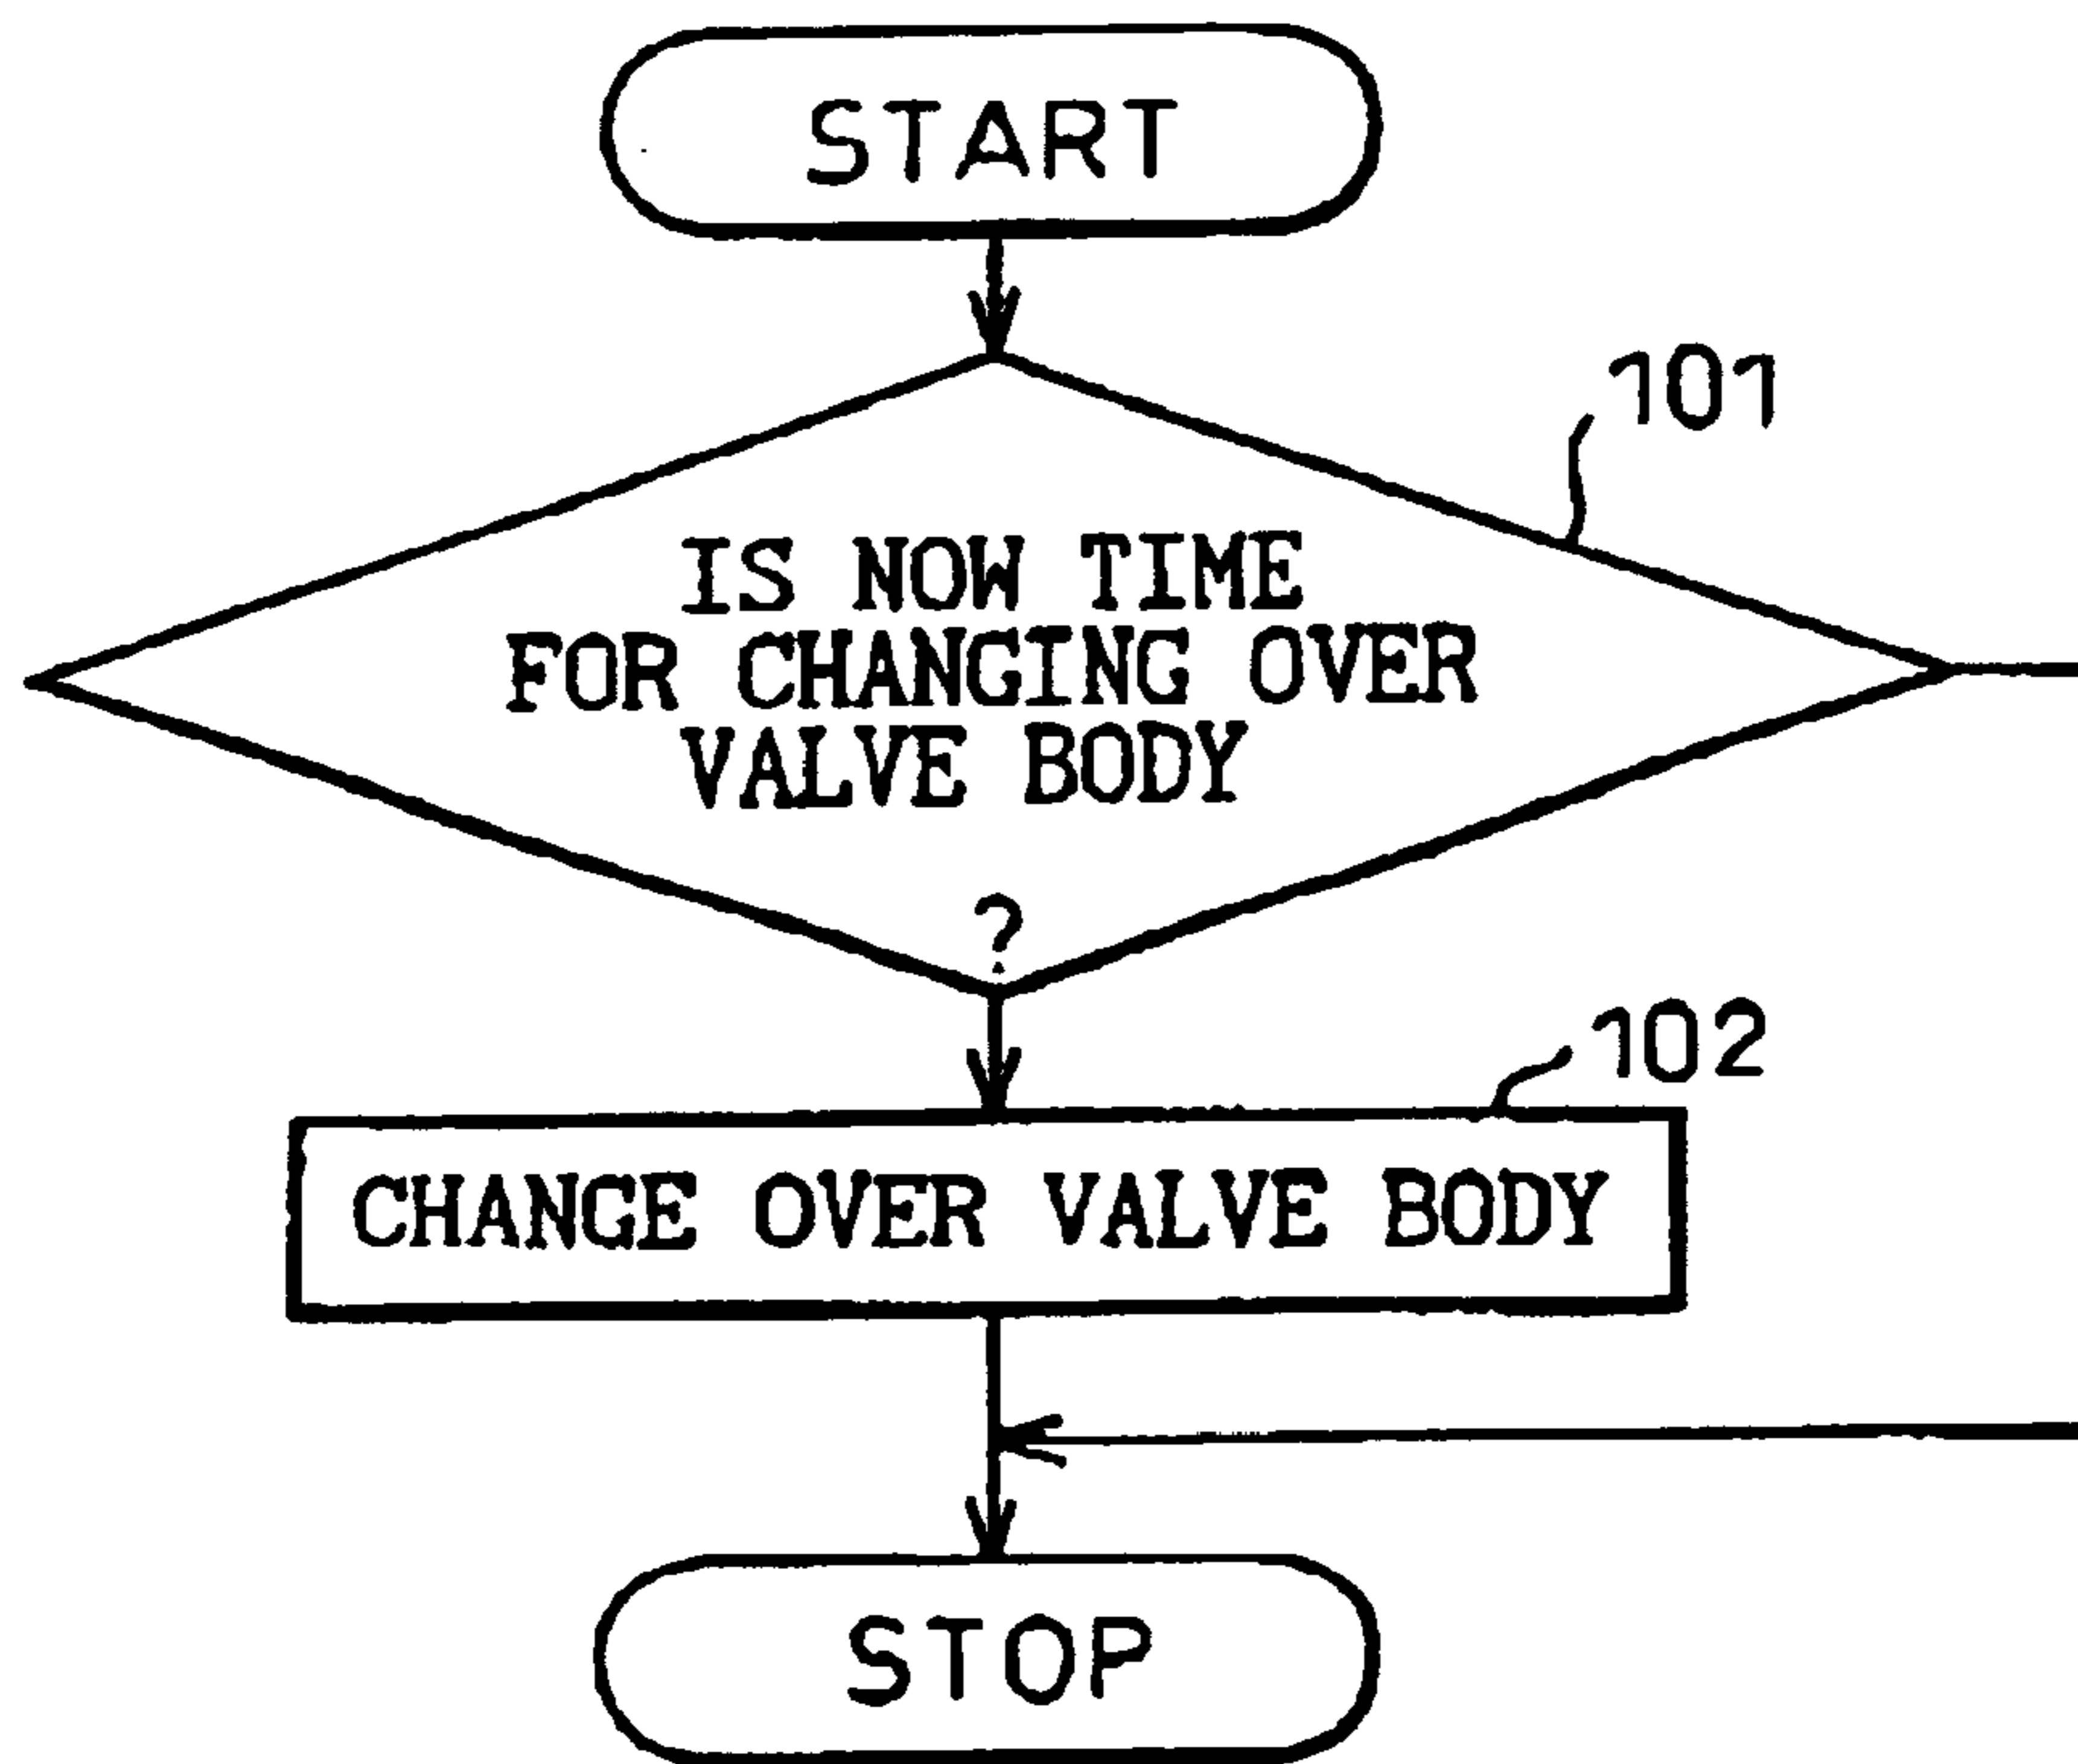 START
101
IS NOW TIME
FOR CHANGING OVER
VALVE BODY
?
102
CHANGE OVER VALVE BODY
STOP